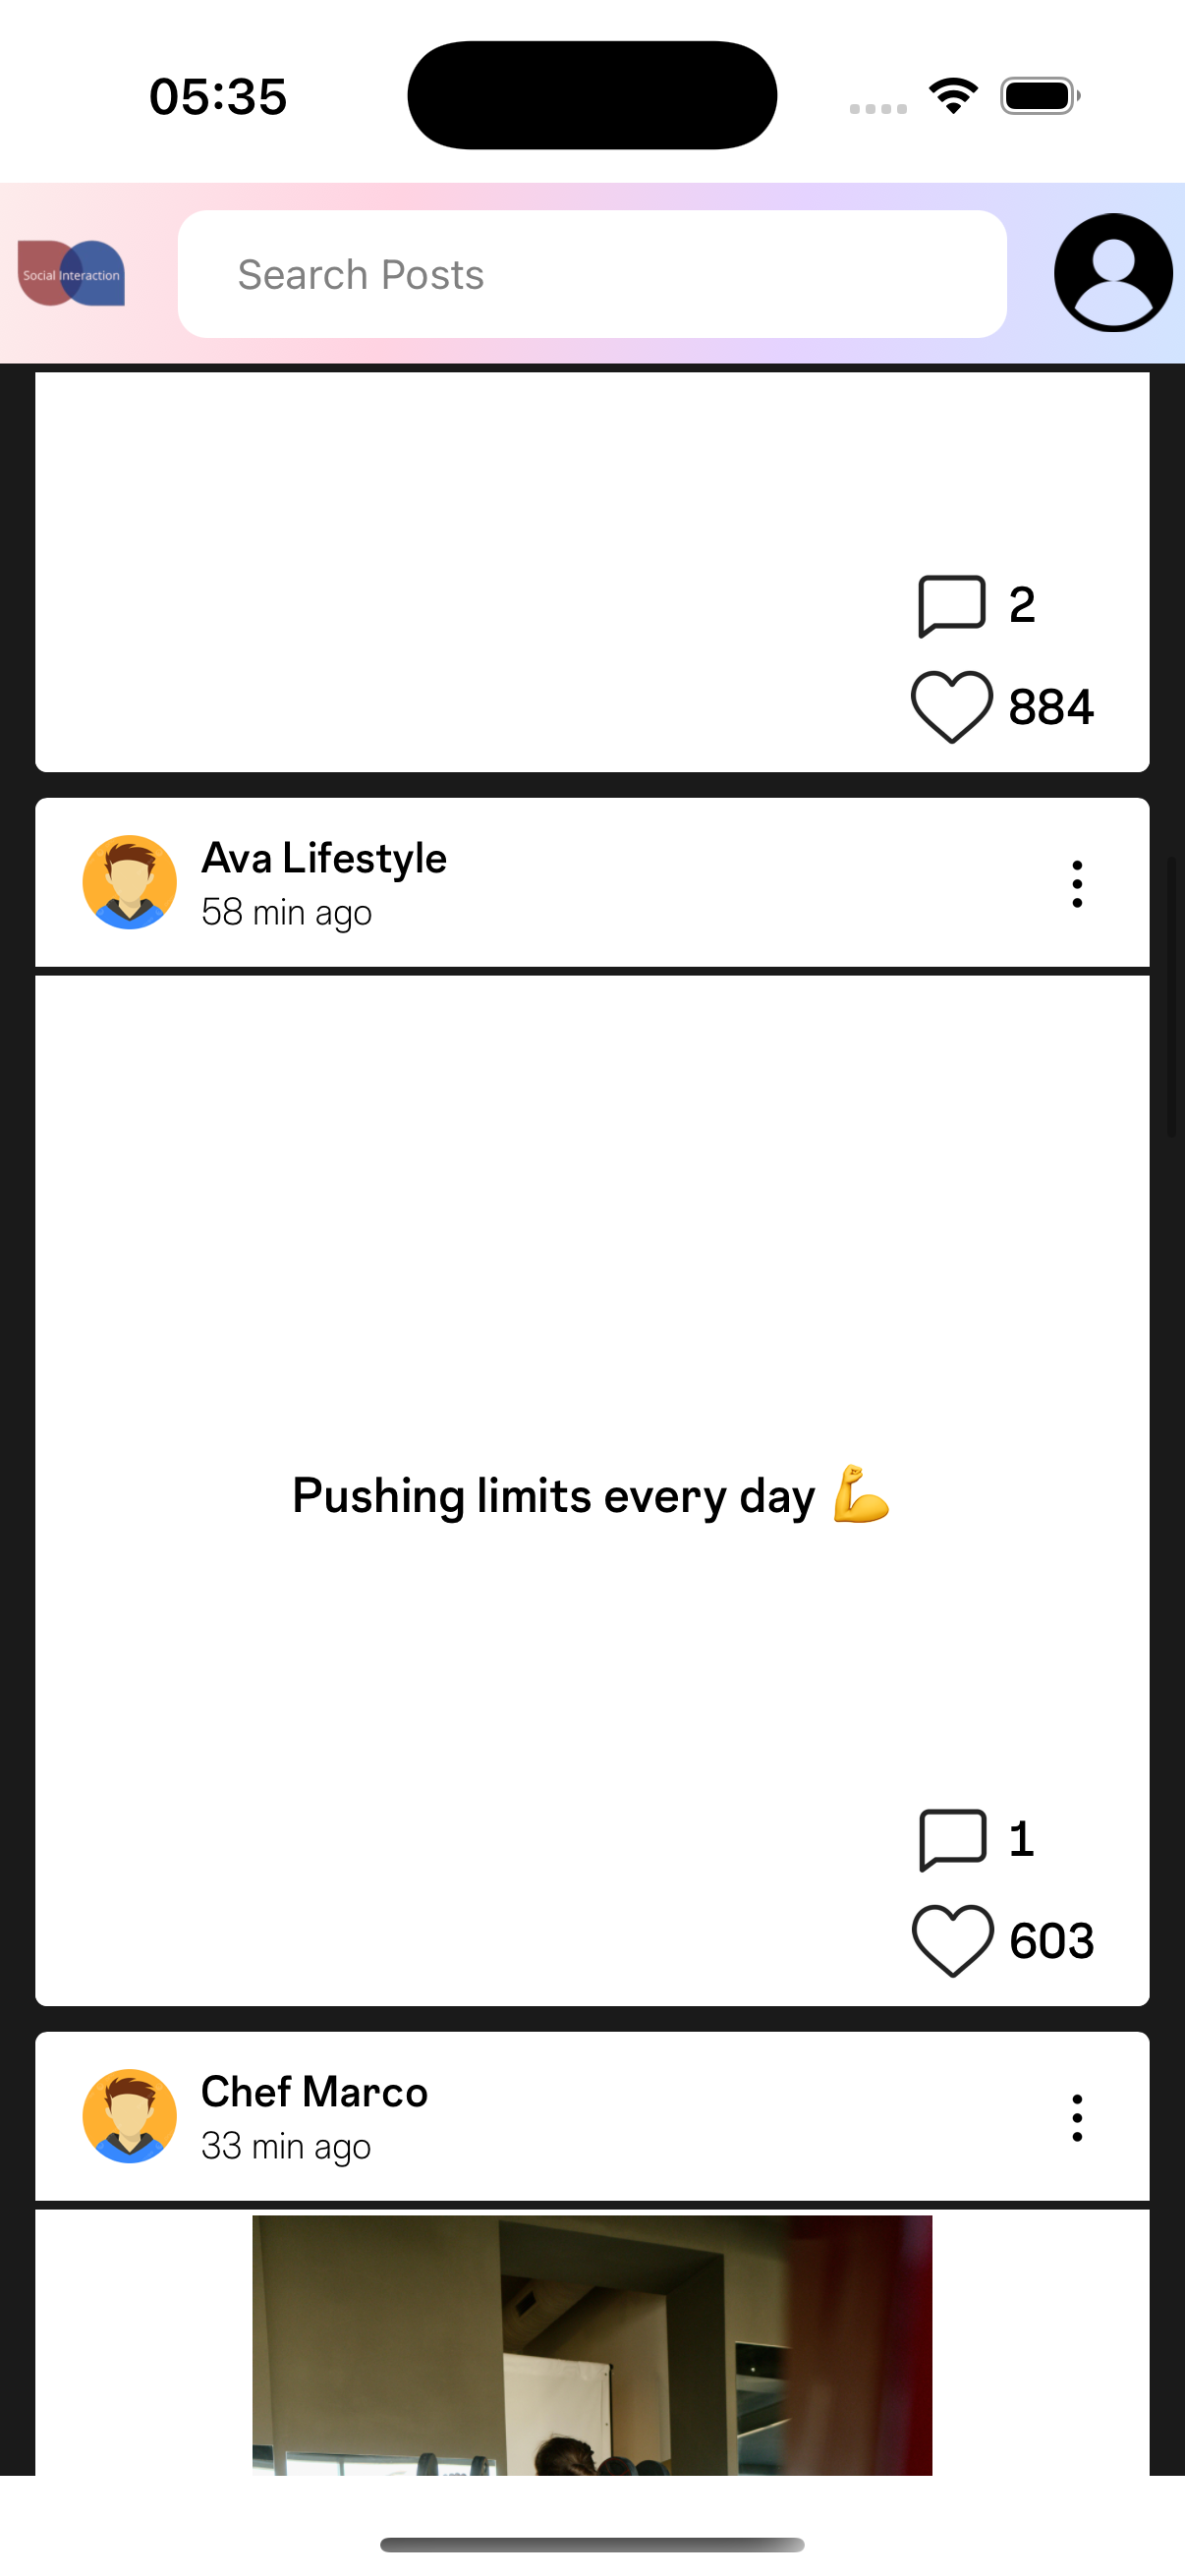 05:35
Social Interaction
Search Posts
2
884
Ava Lifestyle
58 min ago
Pushing limits every day 💪
1
603
Chef Marco
33 min ago